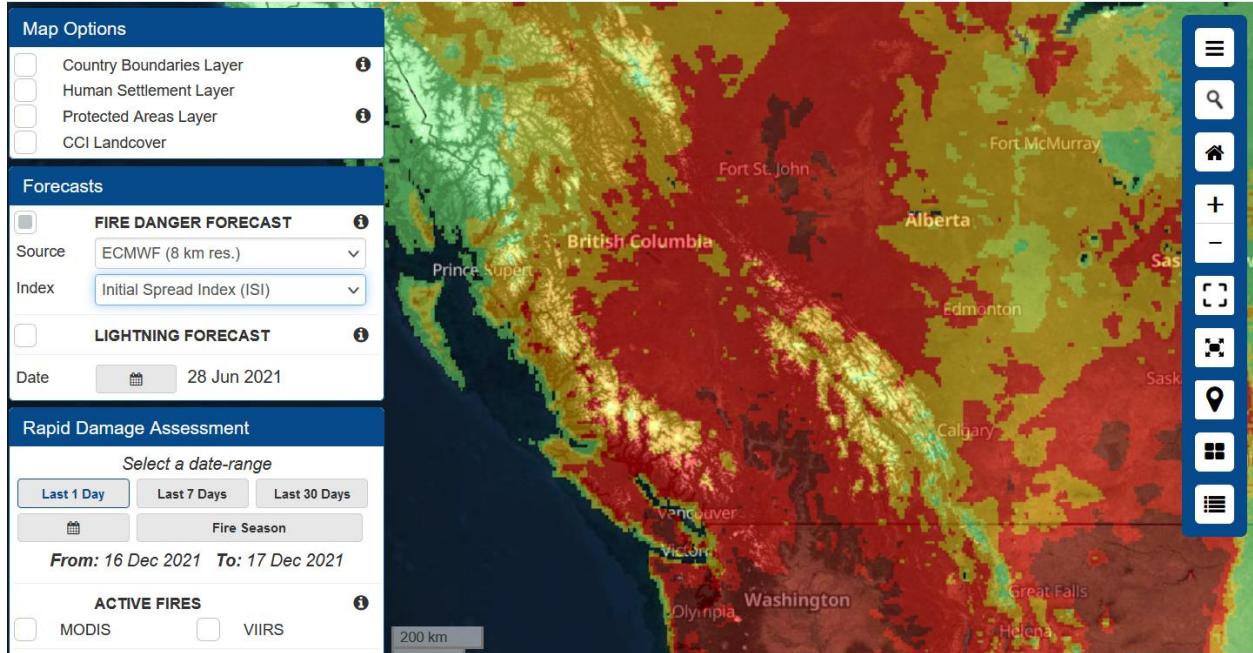 Map Options
Country Boundaries Layer
Human Settlement Layer
Protected Areas Layer
CCI Landcover
Forecasts
FIRE DANGER FORECAST
Source ECMWF (8 km res.)
Index Initial Spread Index (ISI)
LIGHTNING FORECAST
Date 28 Jun 2021
Rapid Damage Assessment
Select a date-range
Last 1 Day Last 7 Days Last 30 Days
Fire Season
From: 16 Dec 2021 To: 17 Dec 2021
ACTIVE FIRES
MODIS VIIRS
Fort McMurray
Fort St. John
Alberta
British Columbia
Prince Rupert
Edmonton
Calgary
Vancouver
Washington
Olympia
Great Falls
Helena
200 km